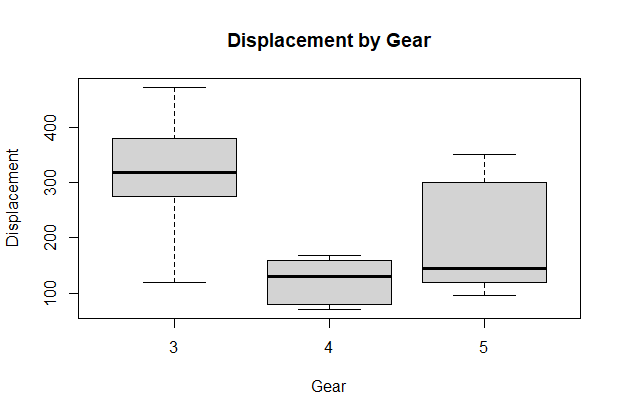 Displacement by Gear
Displacement
400
300
200
100
3 4 5
Gear